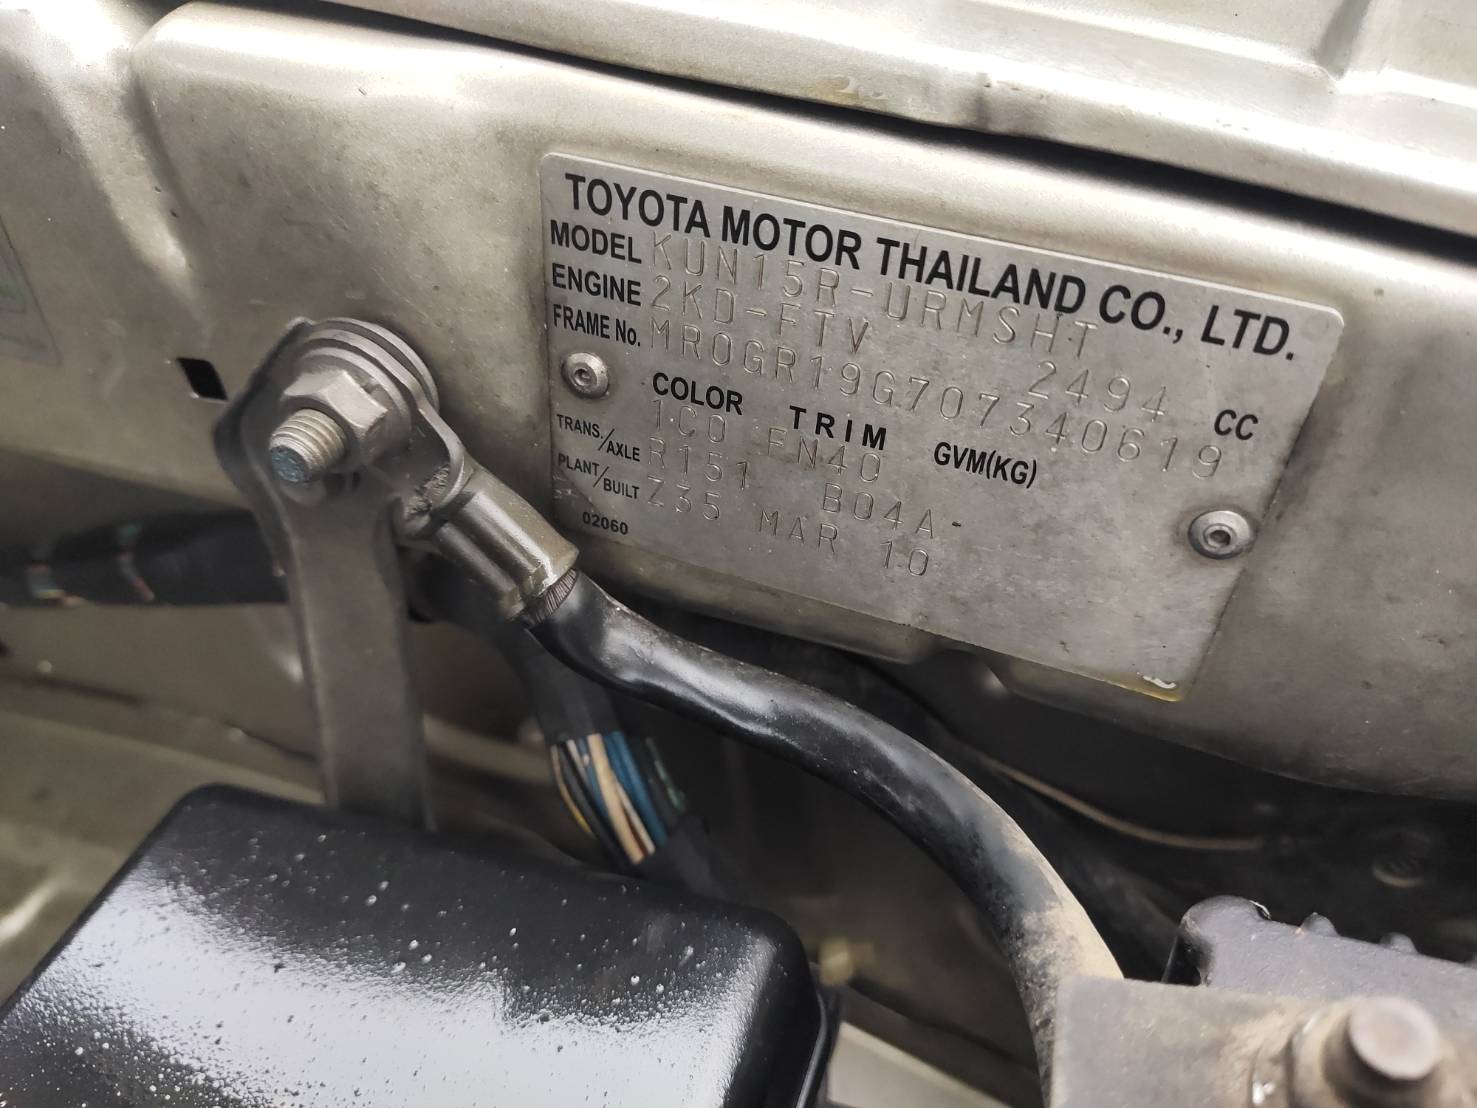 TOYOTA MOTOR THAILAND CO., LTD.
MODEL KUN15R-URMSHT
ENGINE 2KD-FTV 2494 CC
FRAME No. MR0GR19G707340619
COLOR TRIM GVM(KG)
1C0 FN40
TRANS./AXLE R151 B04A-
PLANT/BUILT Z35 MAR 10
02060